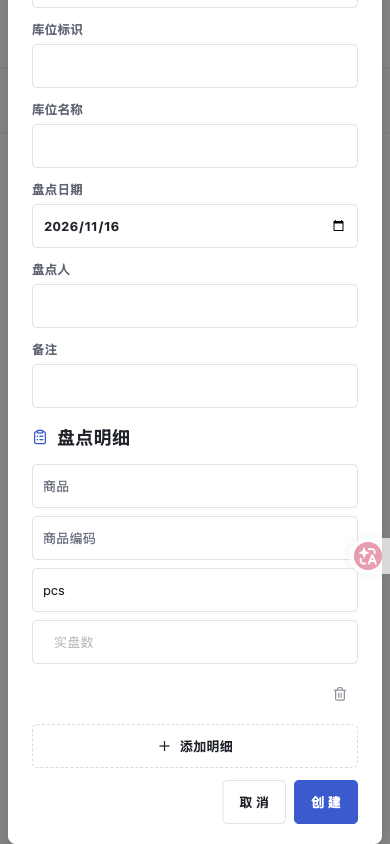 库位标识
库位名称
盘点日期
2026/11/16
盘点人
备注
盘点明细
商品
商品编码
pcs
实盘数
添加明细
取 消
创 建